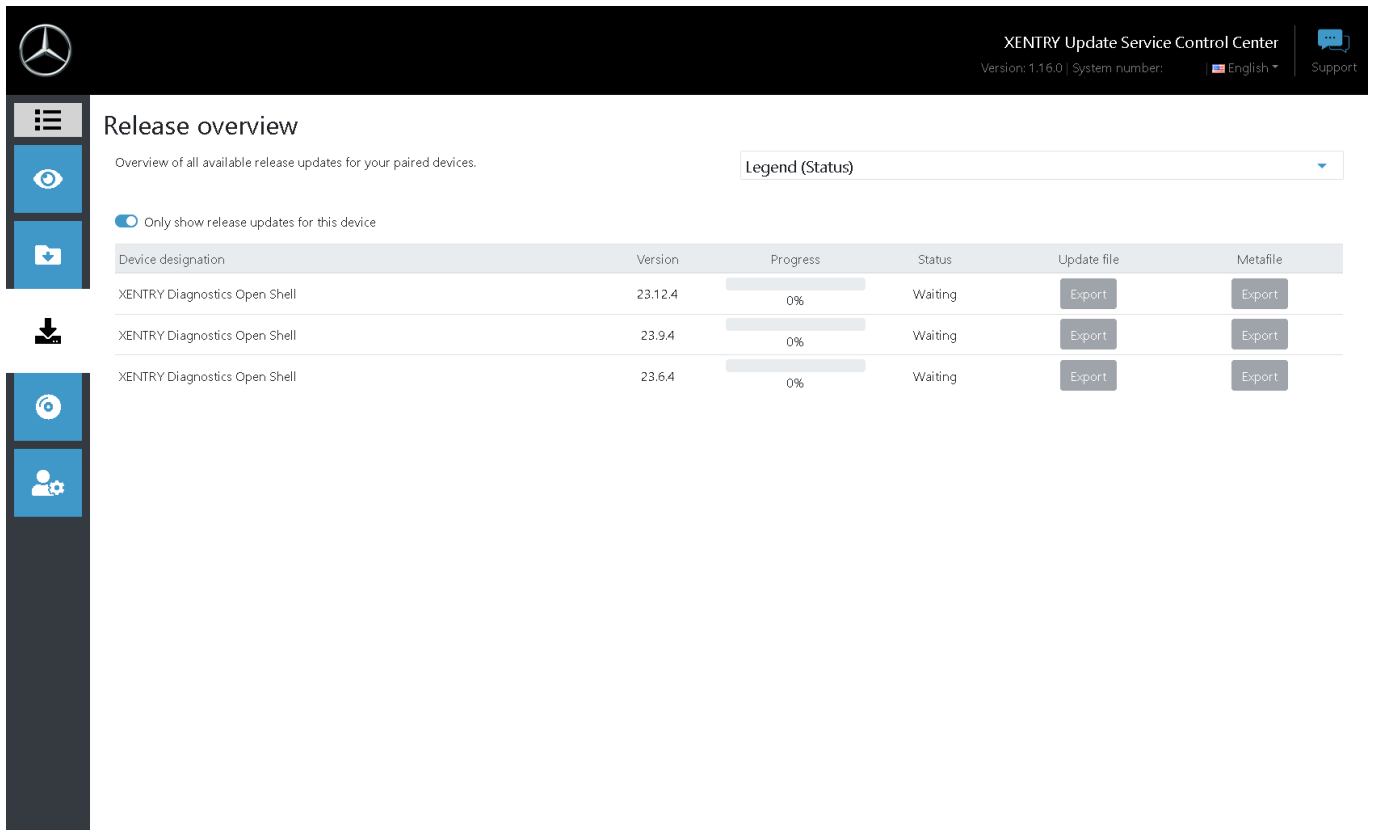 XENTRY Update Service Control Center
Version: 1.16.0 | System number: | English
Support
Release overview
Overview of all available release updates for your paired devices.
Legend (Status)
Only show release updates for this device
Device designation Version Progress Status Update file Metafile
XENTRY Diagnostics Open Shell 23.12.4 0% Waiting Export Export
XENTRY Diagnostics Open Shell 23.9.4 0% Waiting Export Export
XENTRY Diagnostics Open Shell 23.6.4 0% Waiting Export Export